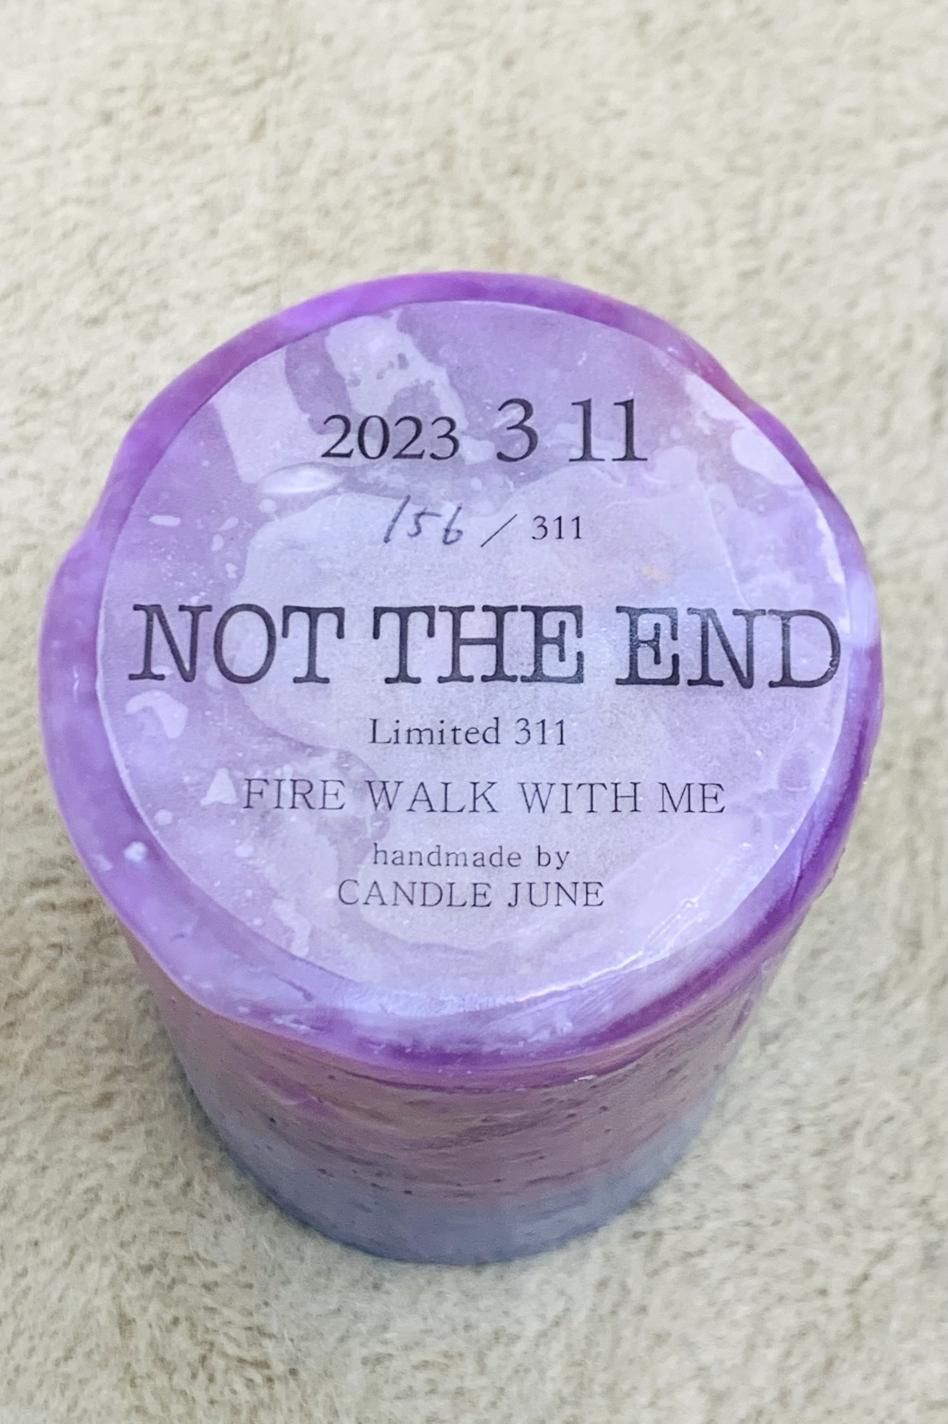 2023 3 11
156 / 311
NOT THE END
Limited 311
FIRE WALK WITH ME
handmade by
CANDLE JUNE